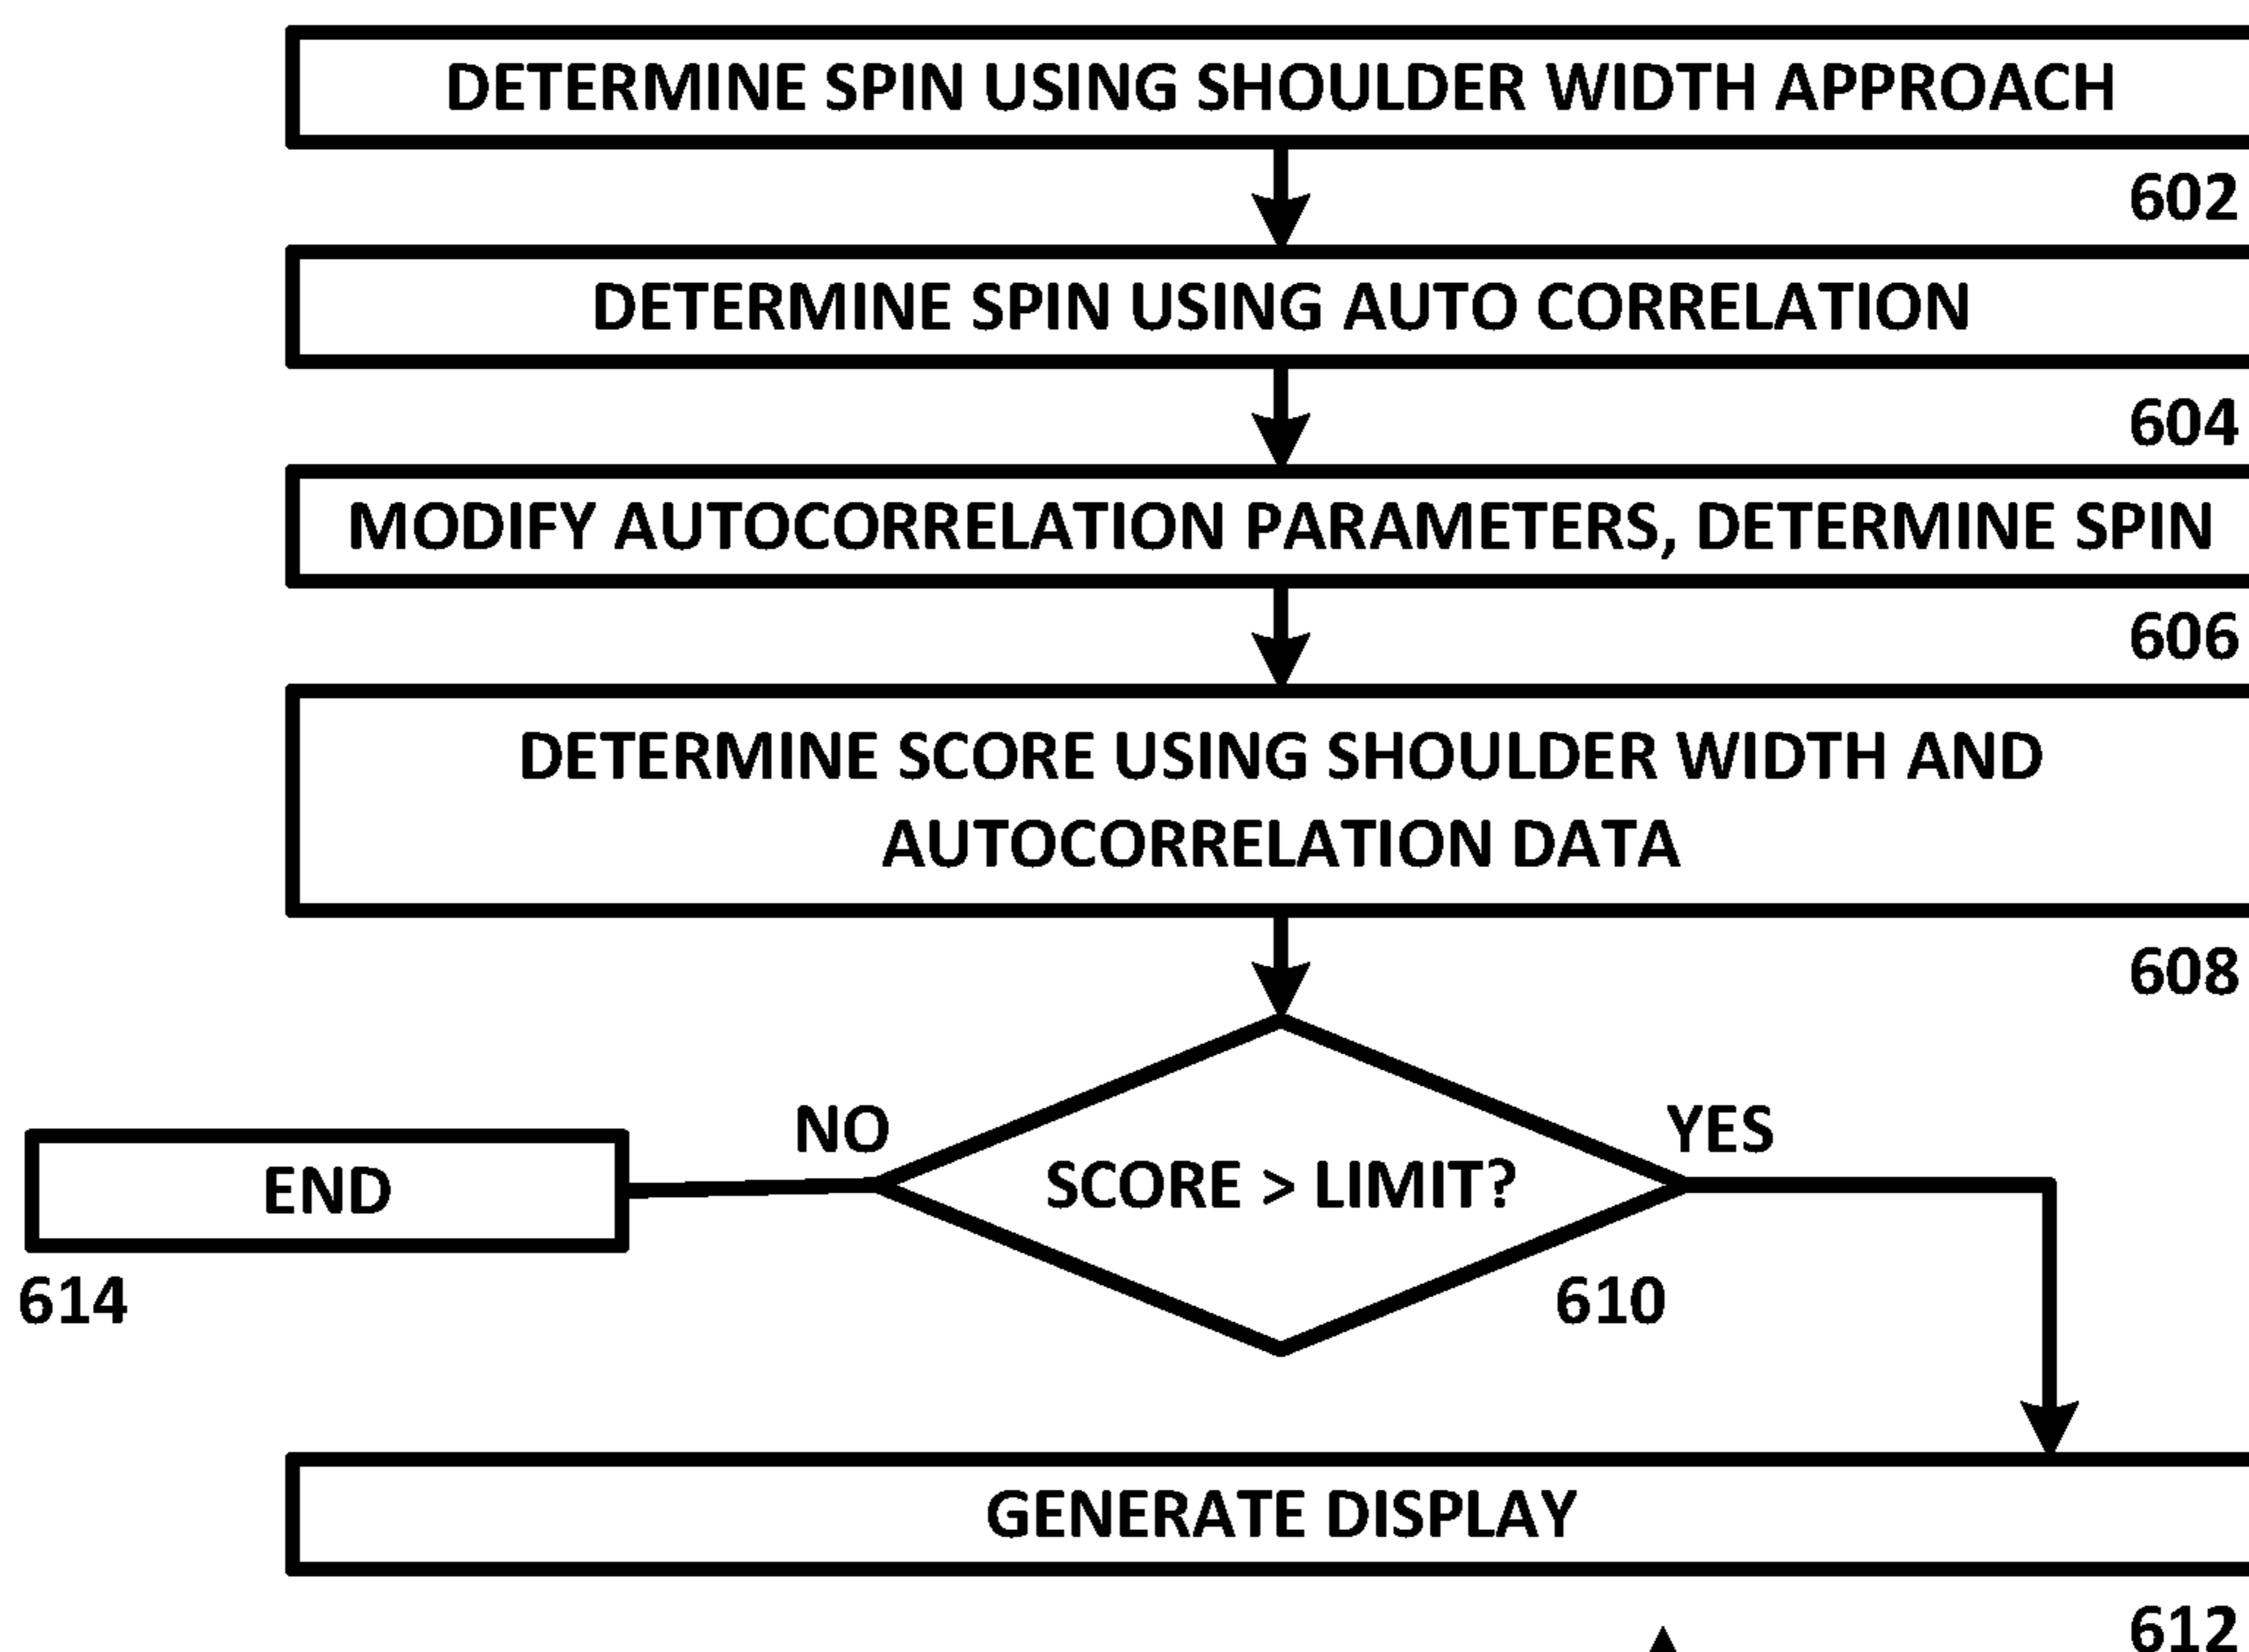 DETERMINE SPIN USING SHOULDER WIDTH APPROACH
602
DETERMINE SPIN USING AUTO CORRELATION
604
MODIFY AUTOCORRELATION PARAMETERS, DETERMINE SPIN
606
DETERMINE SCORE USING SHOULDER WIDTH AND
AUTOCORRELATION DATA
608
NO
YES
END
SCORE > LIMIT?
614
610
GENERATE DISPLAY
612